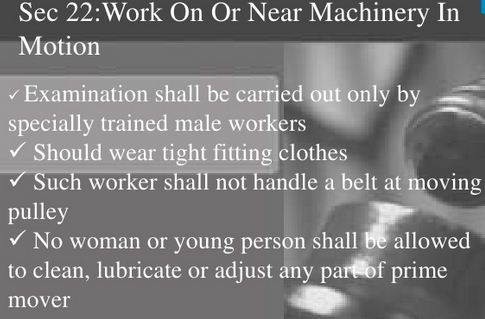 Sec 22:Work On Or Near Machinery In
Motion
✓Examination shall be carried out only by
specially trained male workers
✓ Should wear tight fitting clothes
✓ Such worker shall not handle a belt at moving
pulley
✓ No woman or young person shall be allowed
to clean, lubricate or adjust any part of prime
mover